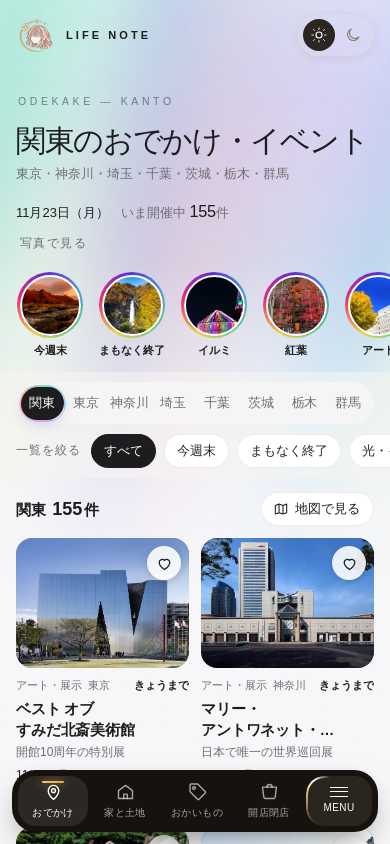 LIFE NOTE
ODEKAKE — KANTO
関東のおでかけ・イベント
東京・神奈川・埼玉・千葉・茨城・栃木・群馬
11月23日（月） いま開催中 155件
写真で見る
今週末 まもなく終了 イルミ 紅葉 アート
関東 東京 神奈川 埼玉 千葉 茨城 栃木 群馬
一覧を絞る すべて 今週末 まもなく終了 光・
関東 155件 地図で見る
アート・展示 東京 きょうまで アート・展示 神奈川 きょうまで
ベスト オブ
すみだ北斎美術館
開館10周年の特別展
マリー・
アントワネット・…
日本で唯一の世界巡回展
おでかけ 家と土地 おかいもの 開店閉店 MENU